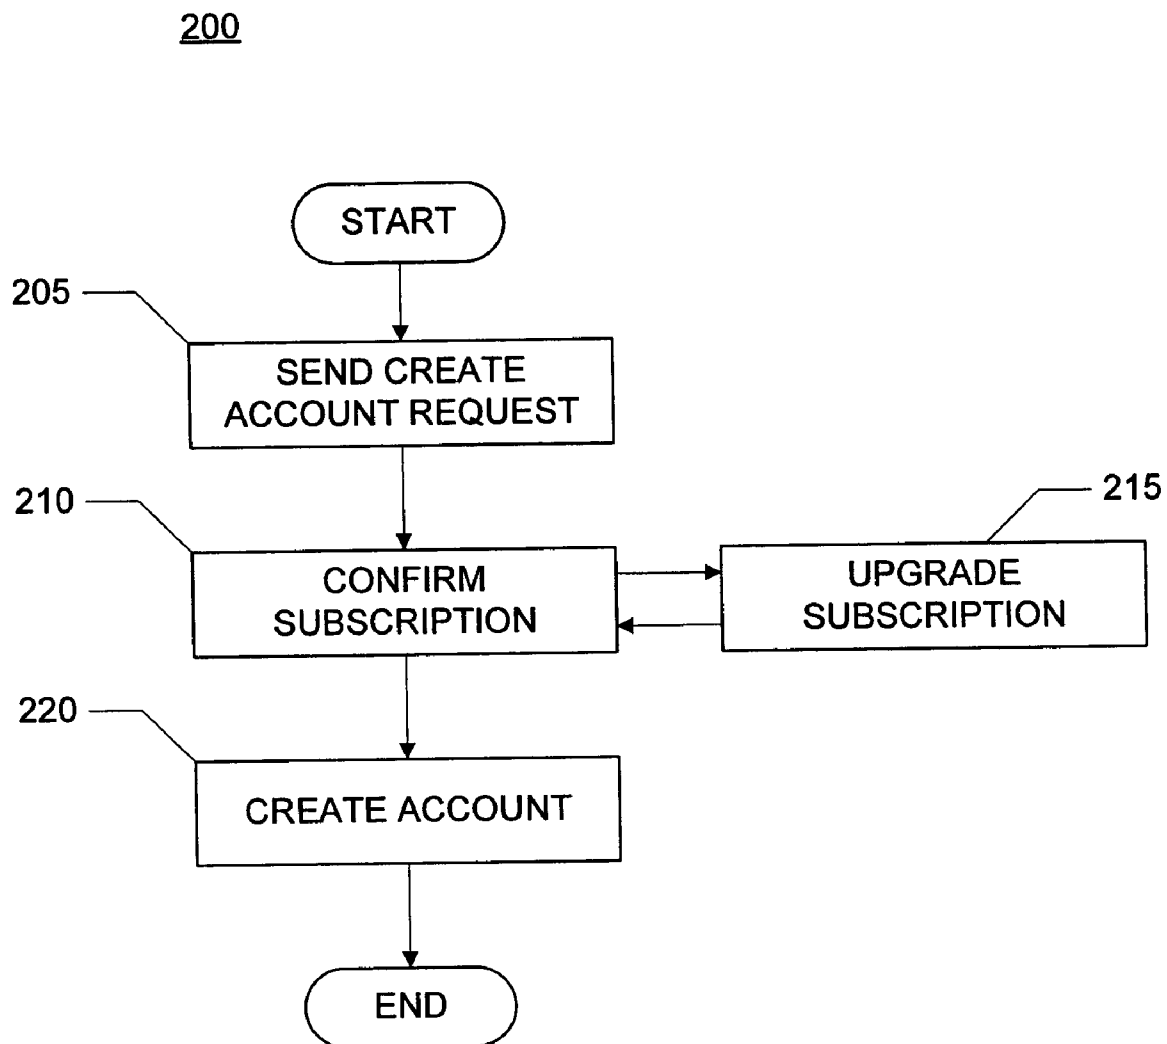 200
START
205
SEND CREATE
ACCOUNT REQUEST
210
CONFIRM
SUBSCRIPTION
215
UPGRADE
SUBSCRIPTION
220
CREATE ACCOUNT
END